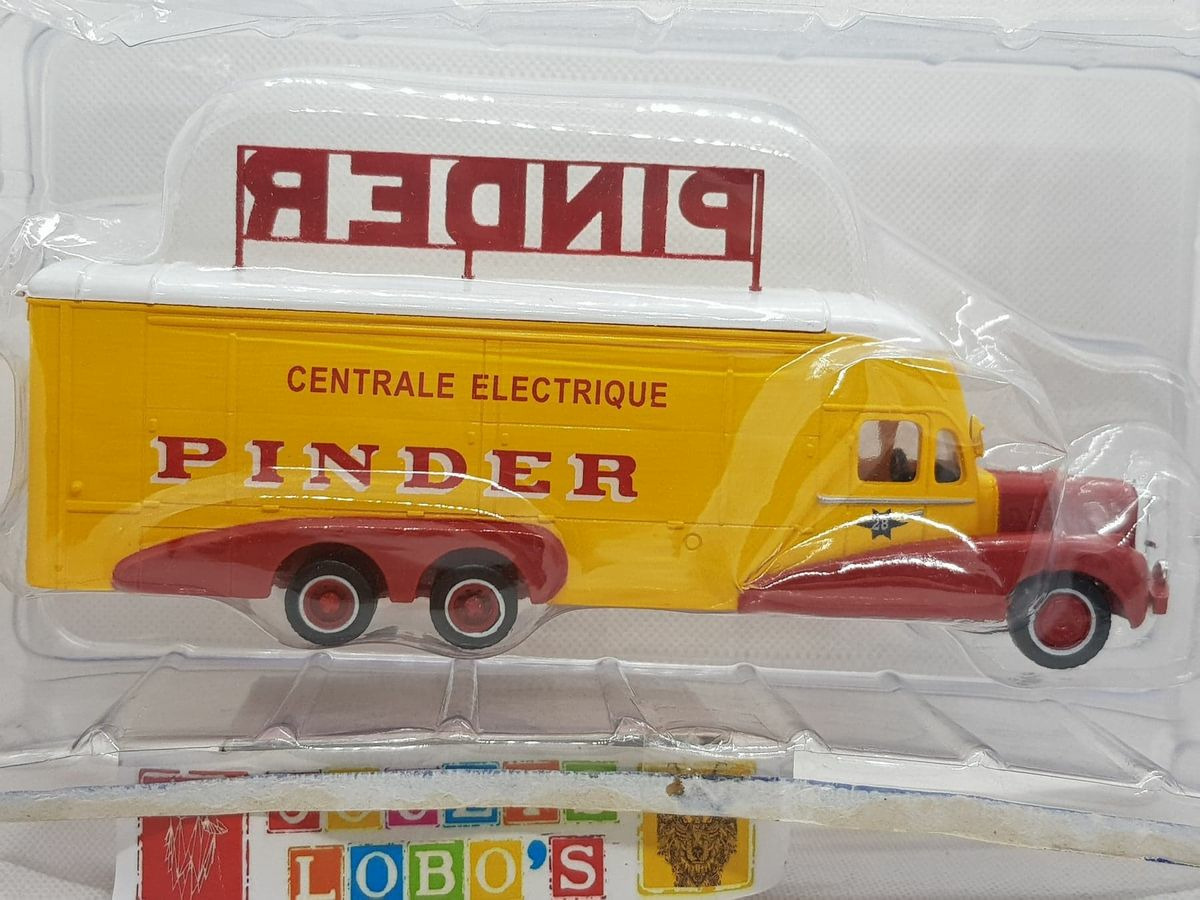 PINDER
CENTRALE ELECTRIQUE
PINDER
28
LOBO'S